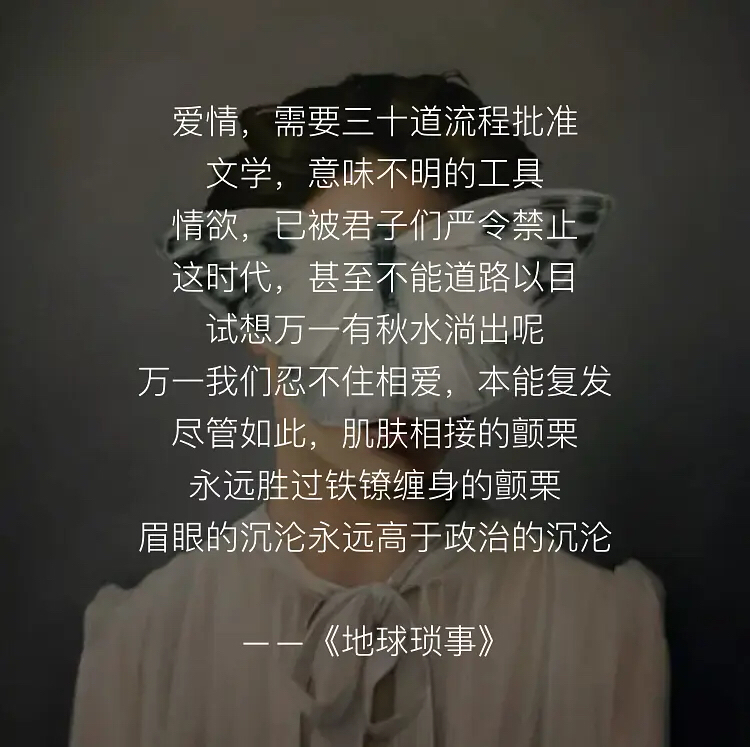 爱情，需要三十道流程批准
文学，意味不明的工具
情欲，已被君子们严令禁止
这时代，甚至不能道路以目
试想万一有秋水淌出呢
万一我们忍不住相爱，本能复发
尽管如此，肌肤相接的颤栗
永远胜过铁镣缠身的颤栗
眉眼的沉沦永远高于政治的沉沦
——《地球琐事》